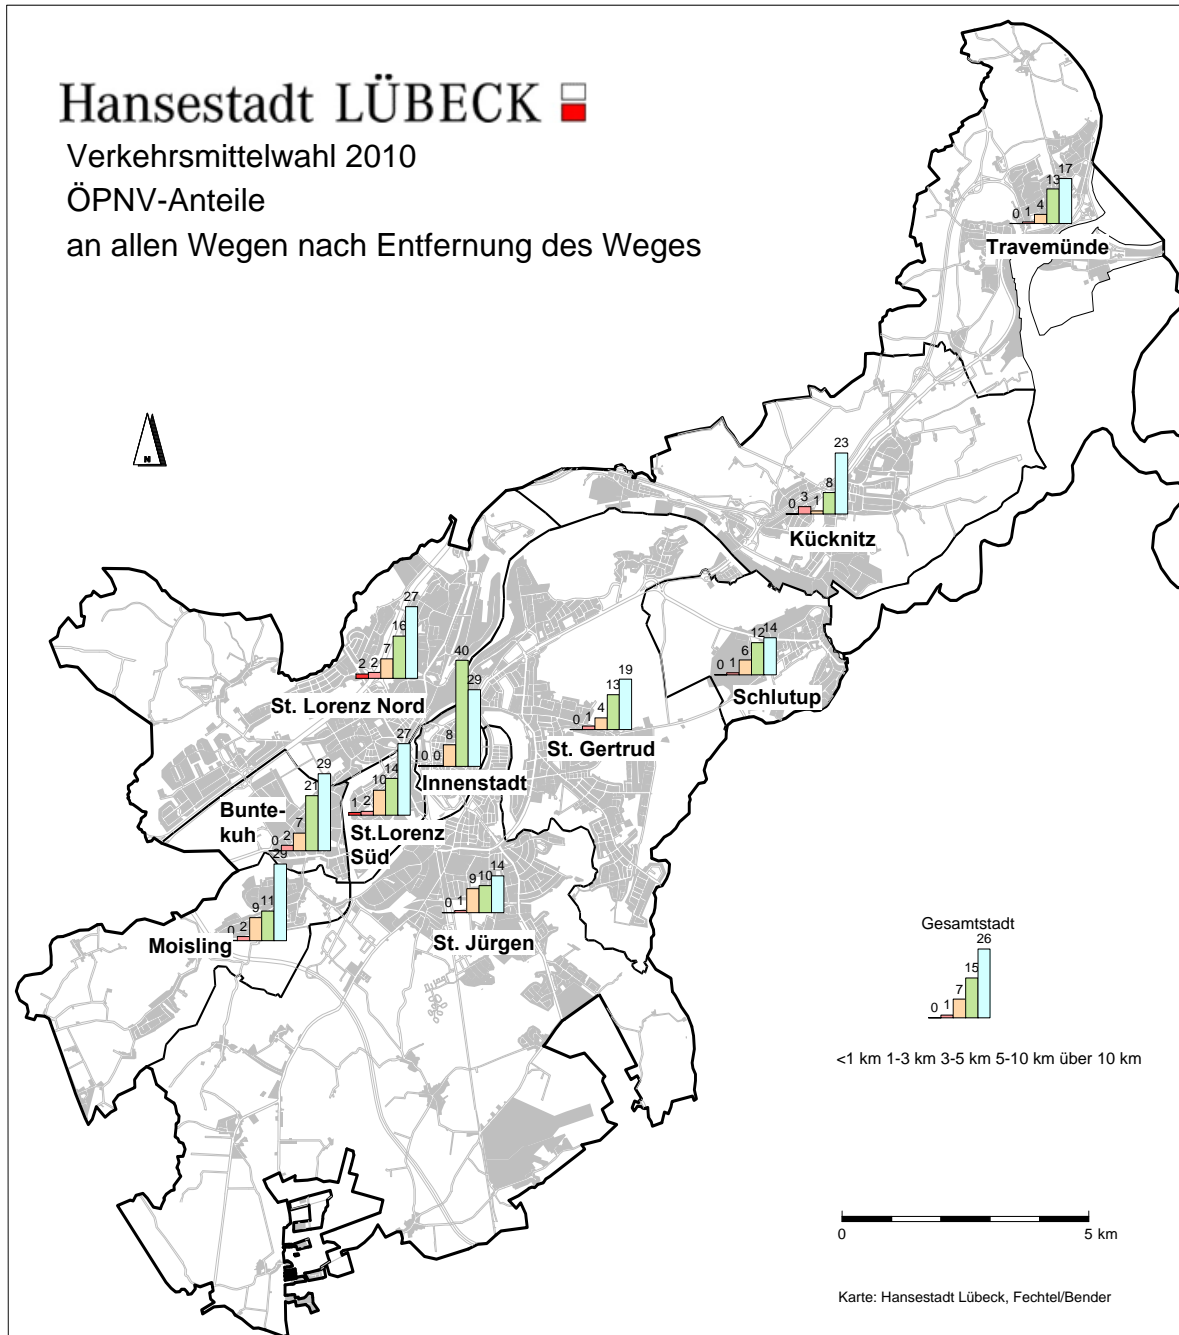 Hansestadt LÜBECK
Verkehrsmittelwahl 2010
ÖPNV-Anteile
an allen Wegen nach Entfernung des Weges
0 1 4 13 17
Travemünde
N
0 3 1 8 23
Kücknitz
2 2 7 16 27
St. Lorenz Nord
0 0 8 40 29
Innenstadt
0 1 4 13 19
St. Gertrud
0 1 6 12 14
Schlutup
0 2 7 21 29
Bunte-
kuh
1 2 10 14 27
St.Lorenz
Süd
0 2 9 11 29
Moisling
0 1 9 10 14
St. Jürgen
Gesamtstadt
0 1 7 15 26
<1 km 1-3 km 3-5 km 5-10 km über 10 km
0 5 km
Karte: Hansestadt Lübeck, Fechtel/Bender